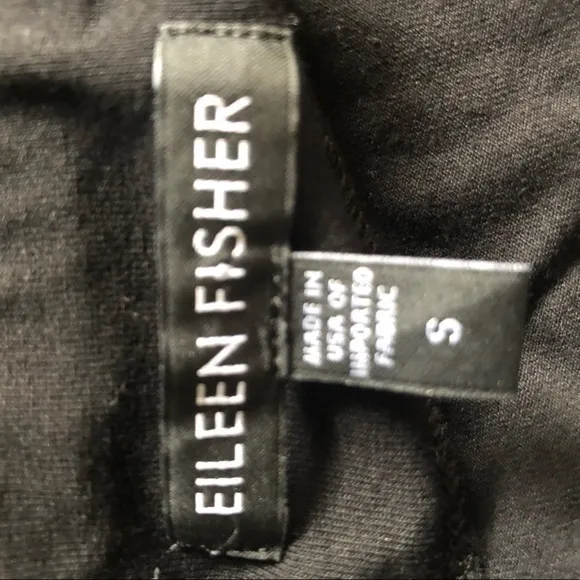 EILEEN FISHER
MADE IN
USA OF
IMPORTED
FABRIC
S